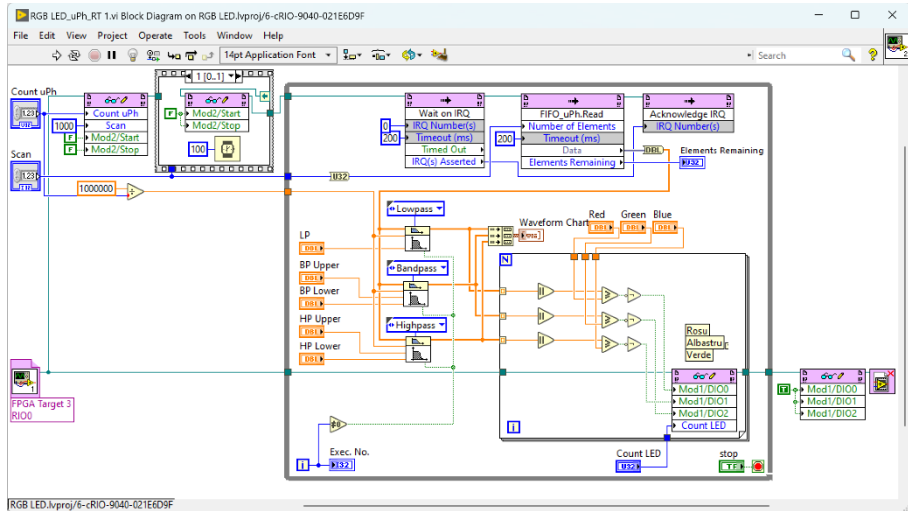 RGB LED_uPh_RT 1.vi Block Diagram on RGB LED.lvproj/6-cRIO-9040-021E6D9F
File Edit View Project Operate Tools Window Help
14pt Application Font
Search
1 [0..1]
Count uPh
1.23
Count uPh
Scan
Mod2/Start
Mod2/Stop
1000
F
F
F
Mod2/Start
Mod2/Stop
100
Wait on IRQ
IRQ Number(s)
Timeout (ms)
Timed Out
IRQ(s) Asserted
0
200
FIFO_uPh.Read
Number of Elements
Timeout (ms)
Data
Elements Remaining
200
Acknowledge IRQ
IRQ Number(s)
DBL
Elements Remaining
U32
Scan
1.23
U32
1000000
Lowpass
Waveform Chart
Red Green Blue
DBL DBL DBL
LP
DBL
BP Upper
DBL
BP Lower
DBL
Bandpass
HP Upper
DBL
HP Lower
DBL
Highpass
N
Rosu
Albastru
Verde
FPGA Target 3
RIO0
Mod1/DIO0
Mod1/DIO1
Mod1/DIO2
Count LED
T
Mod1/DIO0
Mod1/DIO1
Mod1/DIO2
i
Exec. No.
i
I32
Count LED
U32
stop
TF
RGB LED.lvproj/6-cRIO-9040-021E6D9F